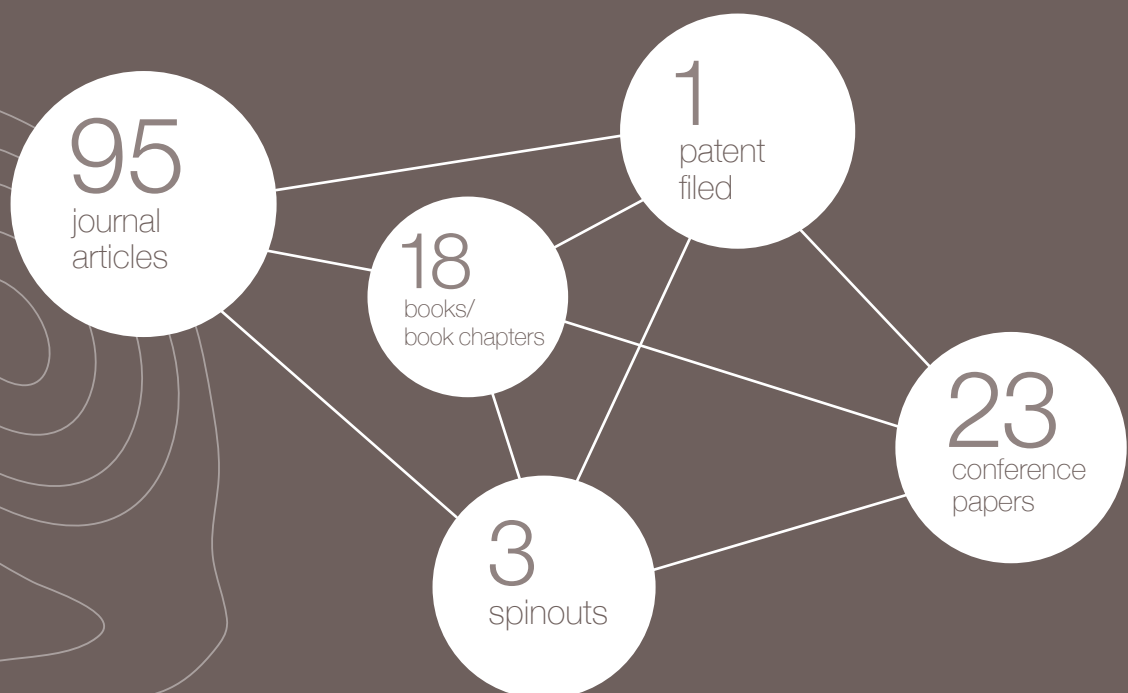 95
journal
articles
1
patent
filed
18
books/
book chapters
23
conference
papers
3
spinouts